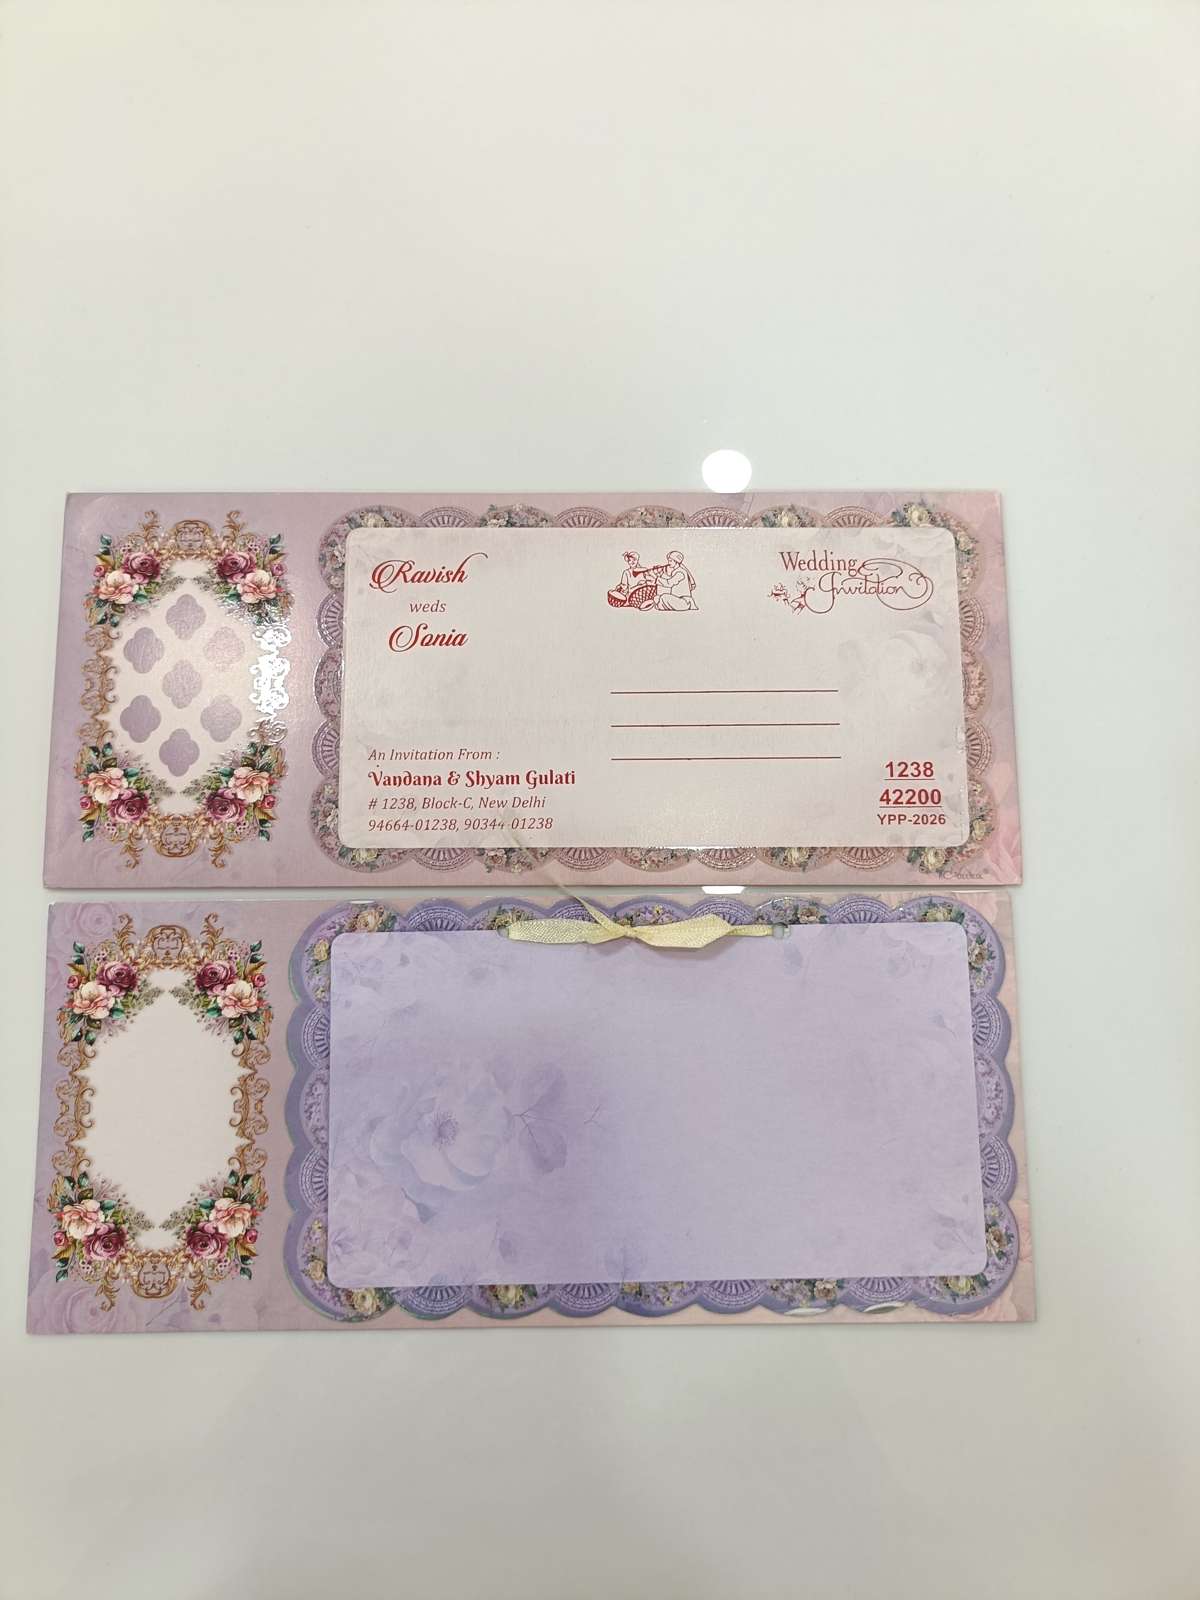 Ravish
weds
Sonia
Wedding
Invitation
An Invitation From :
Vandana & Shyam Gulati
# 1238, Block-C, New Delhi
94664-01238, 90344-01238
1238
42200
YPP-2026